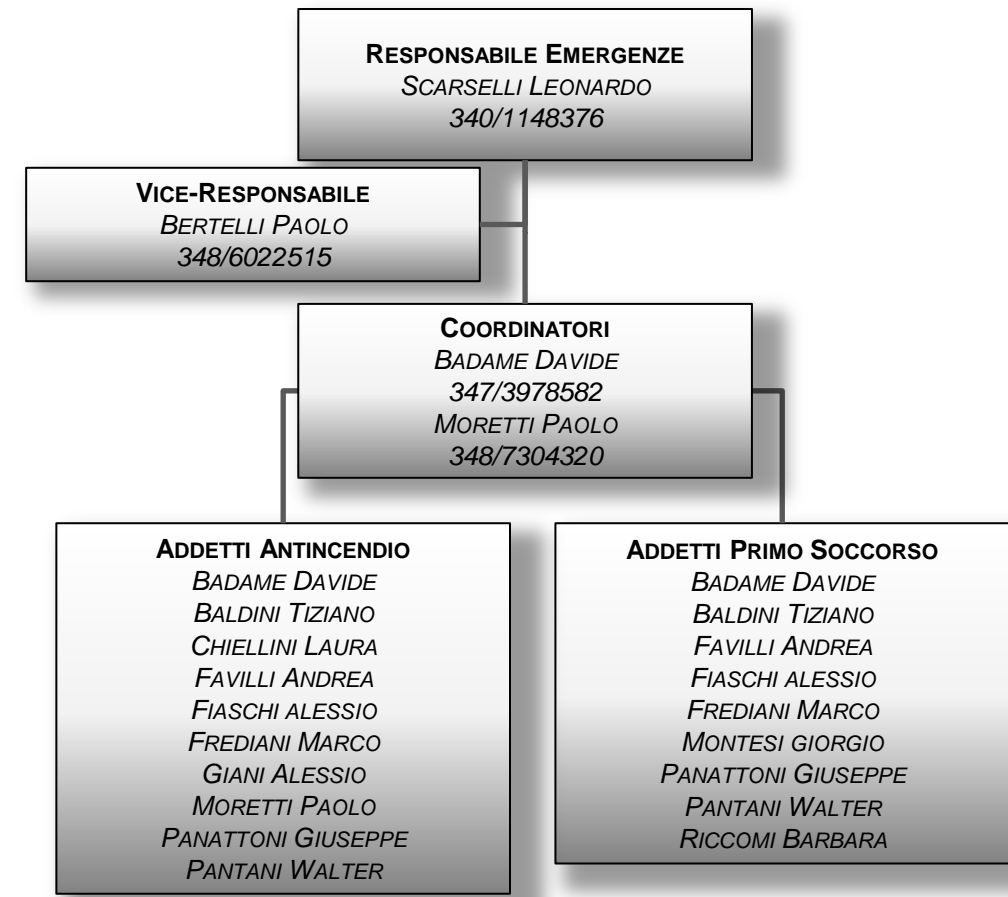 RESPONSABILE EMERGENZE
SCARSELLI LEONARDO
340/1148376
VICE-RESPONSABILE
BERTELLI PAOLO
348/6022515
COORDINATORI
BADAME DAVIDE
347/3978582
MORETTI PAOLO
348/7304320
ADDETTI ANTINCENDIO
BADAME DAVIDE
BALDINI TIZIANO
CHIELLINI LAURA
FAVILLI ANDREA
FIASCHI ALESSIO
FREDIANI MARCO
GIANI ALESSIO
MORETTI PAOLO
PANATTONI GIUSEPPE
PANTANI WALTER
ADDETTI PRIMO SOCCORSO
BADAME DAVIDE
BALDINI TIZIANO
FAVILLI ANDREA
FIASCHI ALESSIO
FREDIANI MARCO
MONTESI GIORGIO
PANATTONI GIUSEPPE
PANTANI WALTER
RICCOMI BARBARA